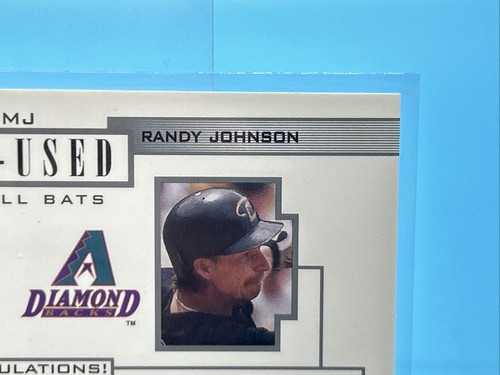 MJ
RANDY JOHNSON
-USED
LL BATS
A
DIAMOND
BACKS
TM
ULATIONS!